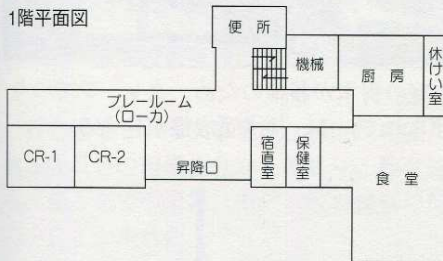 1階平面図
便所
機械
厨房
休けい室
プレールーム
(ローカ)
CR-1
CR-2
昇降口
宿直室
保健室
食堂